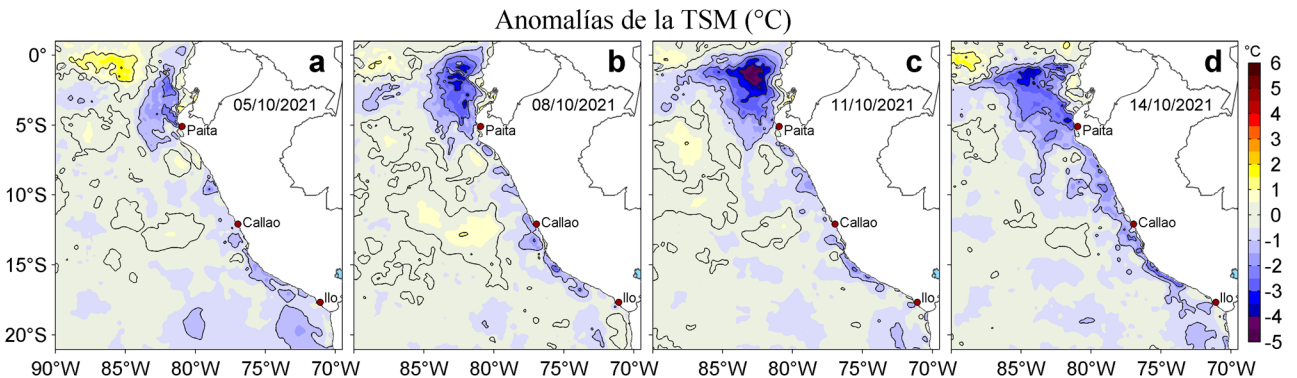 Anomalías de la TSM (°C)
a
b
c
d
05/10/2021
08/10/2021
11/10/2021
14/10/2021
Paita
Paita
Paita
Paita
Callao
Callao
Callao
Callao
Ilo
Ilo
Ilo
Ilo
0°
5°S
10°S
15°S
20°S
90°W 85°W 80°W 75°W 70°W
85°W 80°W 75°W 70°W
85°W 80°W 75°W 70°W
85°W 80°W 75°W 70°W
°C
6
5
4
3
2
1
0
-1
-2
-3
-4
-5